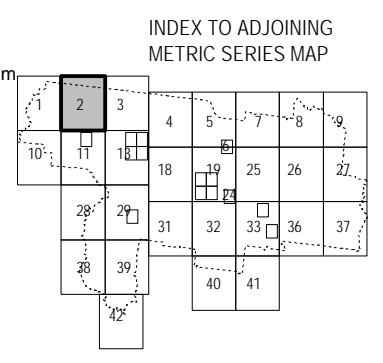 INDEX TO ADJOINING
METRIC SERIES MAP
m
1 2 3 4 5 7 8 9
6
10 11 13 18 19 25 26 27
24
28 29 31 32 33 36 37
38 39 40 41
42